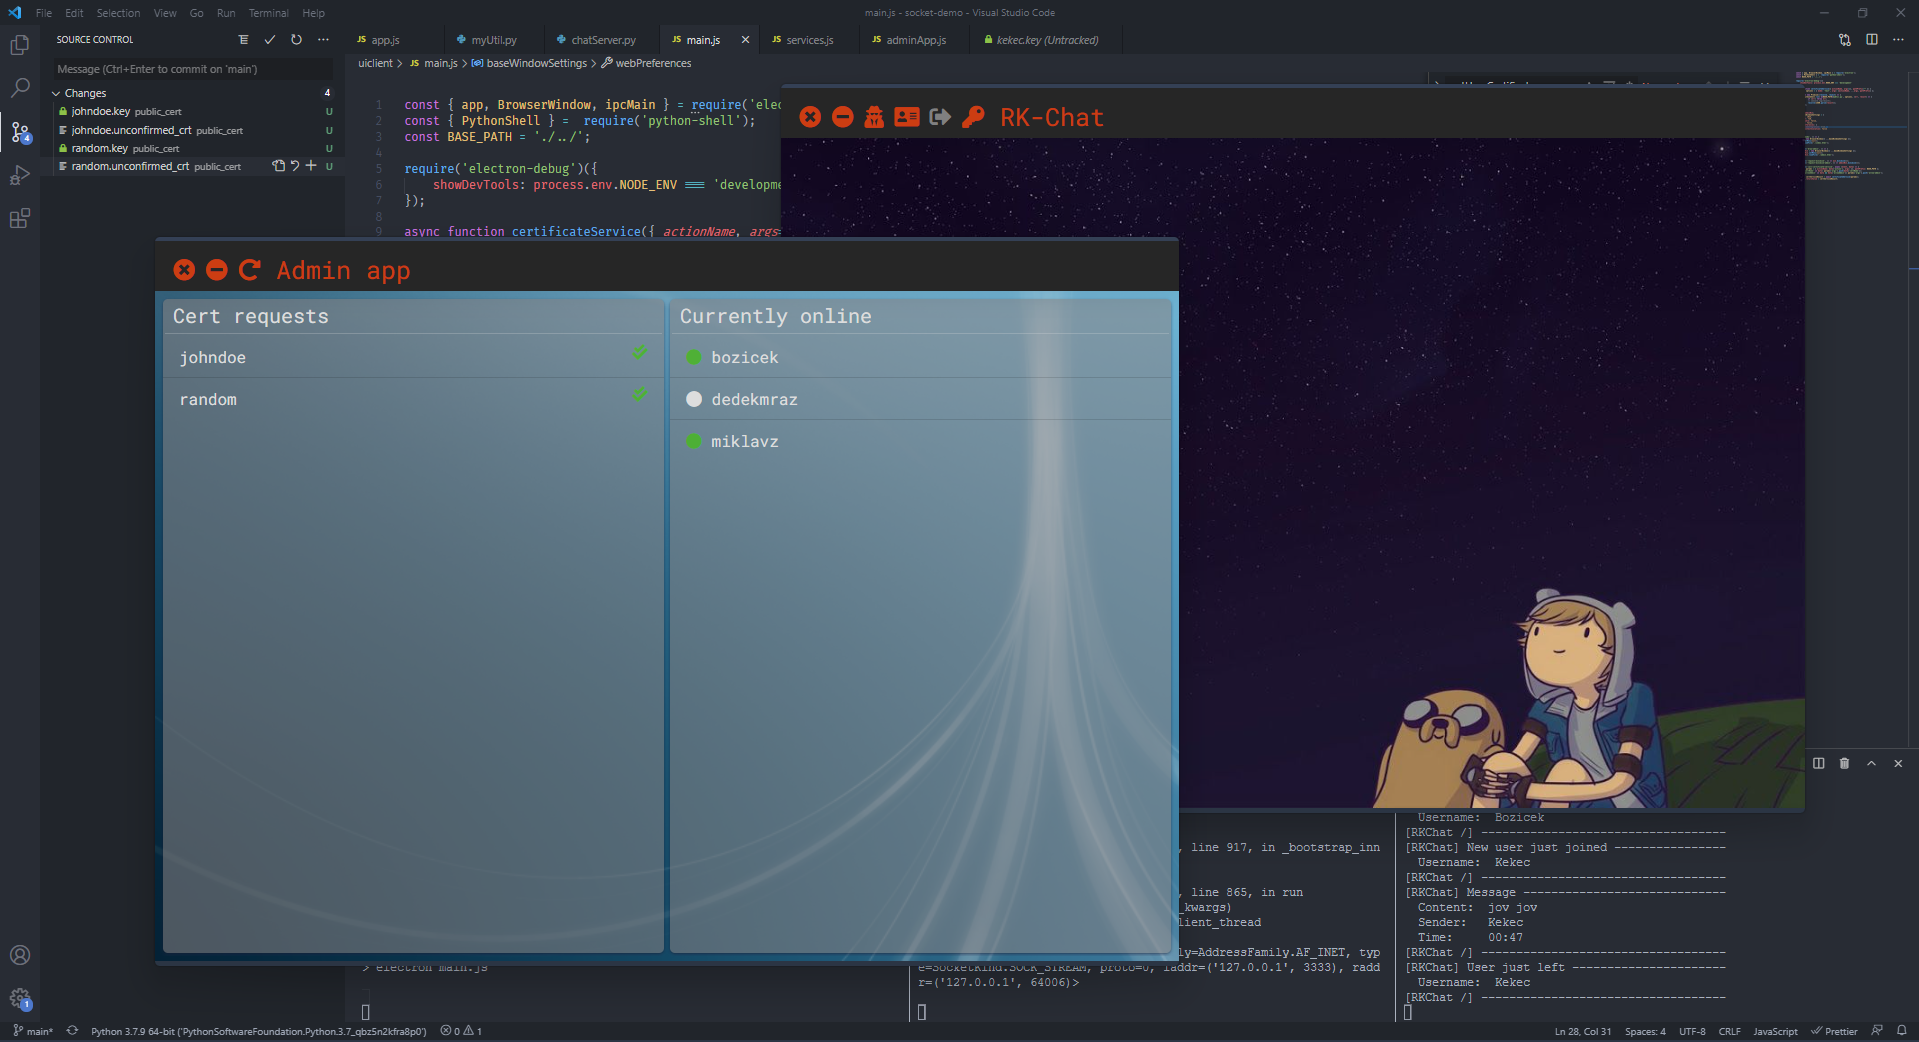 File Edit Selection View Go Run Terminal Help
main.js - socket-demo - Visual Studio Code
SOURCE CONTROL
Message (Ctrl+Enter to commit on 'main')
Changes 4
johndoe.key public_cert U
johndoe.unconfirmed_crt public_cert U
random.key public_cert U
random.unconfirmed_crt public_cert U
app.js myUtil.py chatServer.py main.js services.js adminApp.js kekec.key (Untracked)
uiclient > main.js > baseWindowSettings > webPreferences
1 const { app, BrowserWindow, ipcMain } = require('elec
2 const { PythonShell } = require('python-shell');
3 const BASE_PATH = './../';
4
5 require('electron-debug')({
6 showDevTools: process.env.NODE_ENV === 'developme
7 });
8
9 async function certificateService({ actionName, args=
RK-Chat
Admin app
Cert requests
johndoe
random
Currently online
bozicek
dedekmraz
miklavz
> electron main.js
, line 917, in _bootstrap_inn
, line 865, in run
_kwargs)
lient_thread
ly=AddressFamily.AF_INET, typ
e=SocketKind.SOCK_STREAM, proto=0, laddr=('127.0.0.1', 3333), radd
r=('127.0.0.1', 64006)>
Username: Bozicek
[RKChat /] -----------------------------------
[RKChat] New user just joined ----------------
Username: Kekec
[RKChat /] -----------------------------------
[RKChat] Message -----------------------------
Content: jov jov
Sender: Kekec
Time: 00:47
[RKChat /] -----------------------------------
[RKChat] User just left ----------------------
Username: Kekec
[RKChat /] -----------------------------------
main* Python 3.7.9 64-bit ('PythonSoftwareFoundation.Python.3.7_qbz5n2kfra8p0') 0 1
Ln 28, Col 31 Spaces: 4 UTF-8 CRLF JavaScript Prettier